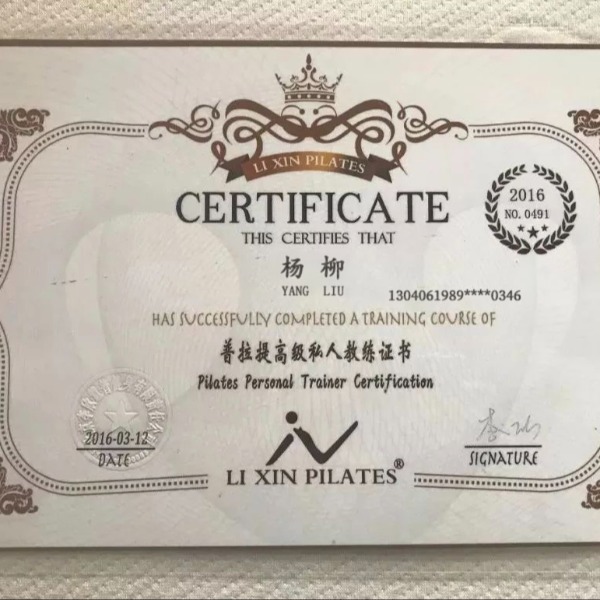 LI XIN PILATES
CERTIFICATE
2016
NO. 0491
THIS CERTIFIES THAT
杨 柳
YANG LIU
1304061989****0346
HAS SUCCESSFULLY COMPLETED A TRAINING COURSE OF
普拉提高级私人教练证书
Pilates Personal Trainer Certification
2016-03-12
DATE
LI XIN PILATES®
SIGNATURE